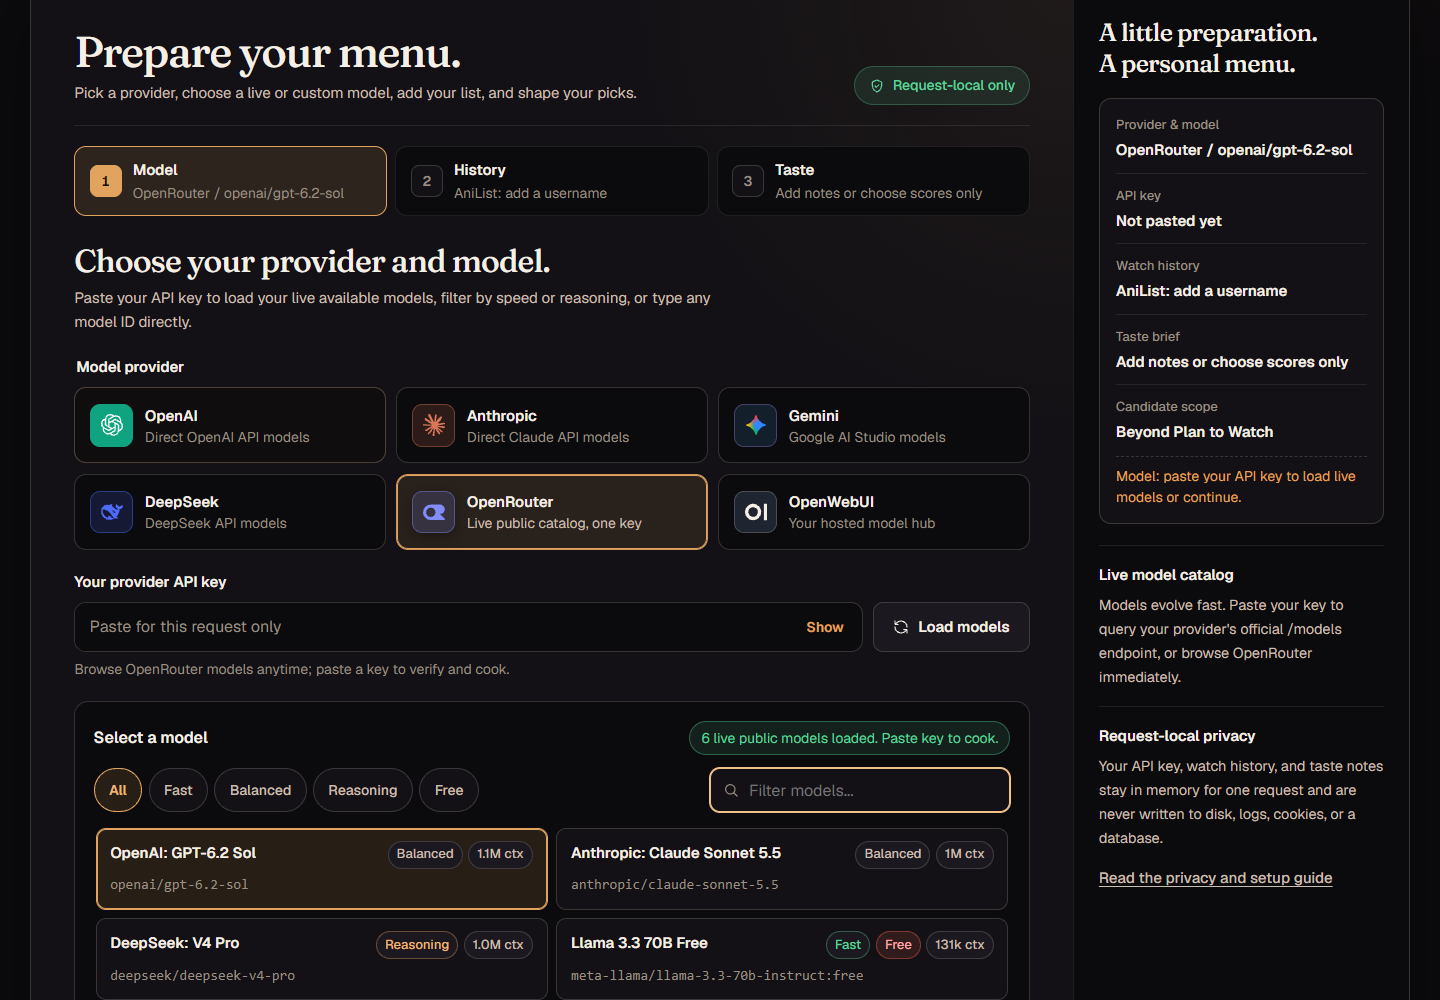 Prepare your menu.
Pick a provider, choose a live or custom model, add your list, and shape your picks.
Request-local only
1
Model
OpenRouter / openai/gpt-6.2-sol
2
History
AniList: add a username
3
Taste
Add notes or choose scores only
Choose your provider and model.
Paste your API key to load your live available models, filter by speed or reasoning, or type any
model ID directly.
Model provider
OpenAI
Direct OpenAI API models
Anthropic
Direct Claude API models
Gemini
Google AI Studio models
DeepSeek
DeepSeek API models
OpenRouter
Live public catalog, one key
OI
OpenWebUI
Your hosted model hub
Your provider API key
Paste for this request only
Show
Load models
Browse OpenRouter models anytime; paste a key to verify and cook.
Select a model
6 live public models loaded. Paste key to cook.
All
Fast
Balanced
Reasoning
Free
Filter models...
OpenAI: GPT-6.2 Sol
Balanced
1.1M ctx
openai/gpt-6.2-sol
Anthropic: Claude Sonnet 5.5
Balanced
1M ctx
anthropic/claude-sonnet-5.5
DeepSeek: V4 Pro
Reasoning
1.0M ctx
deepseek/deepseek-v4-pro
Llama 3.3 70B Free
Fast
Free
131k ctx
meta-llama/llama-3.3-70b-instruct:free
A little preparation.
A personal menu.
Provider & model
OpenRouter / openai/gpt-6.2-sol
API key
Not pasted yet
Watch history
AniList: add a username
Taste brief
Add notes or choose scores only
Candidate scope
Beyond Plan to Watch
Model: paste your API key to load live
models or continue.
Live model catalog
Models evolve fast. Paste your key to
query your provider's official /models
endpoint, or browse OpenRouter
immediately.
Request-local privacy
Your API key, watch history, and taste notes
stay in memory for one request and are
never written to disk, logs, cookies, or a
database.
Read the privacy and setup guide